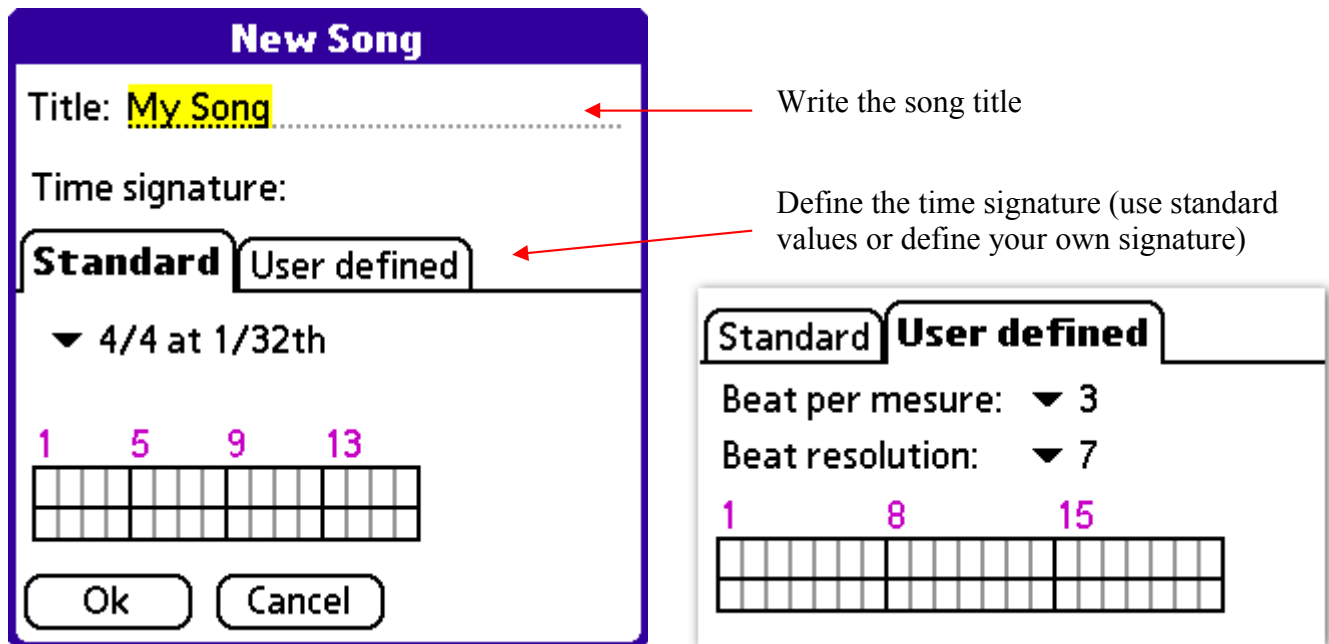 New Song
Title: My Song
Write the song title
Time signature:
Define the time signature (use standard
values or define your own signature)
Standard User defined
4/4 at 1/32th
1 5 9 13
Ok Cancel
Standard User defined
Beat per mesure: 3
Beat resolution: 7
1 8 15